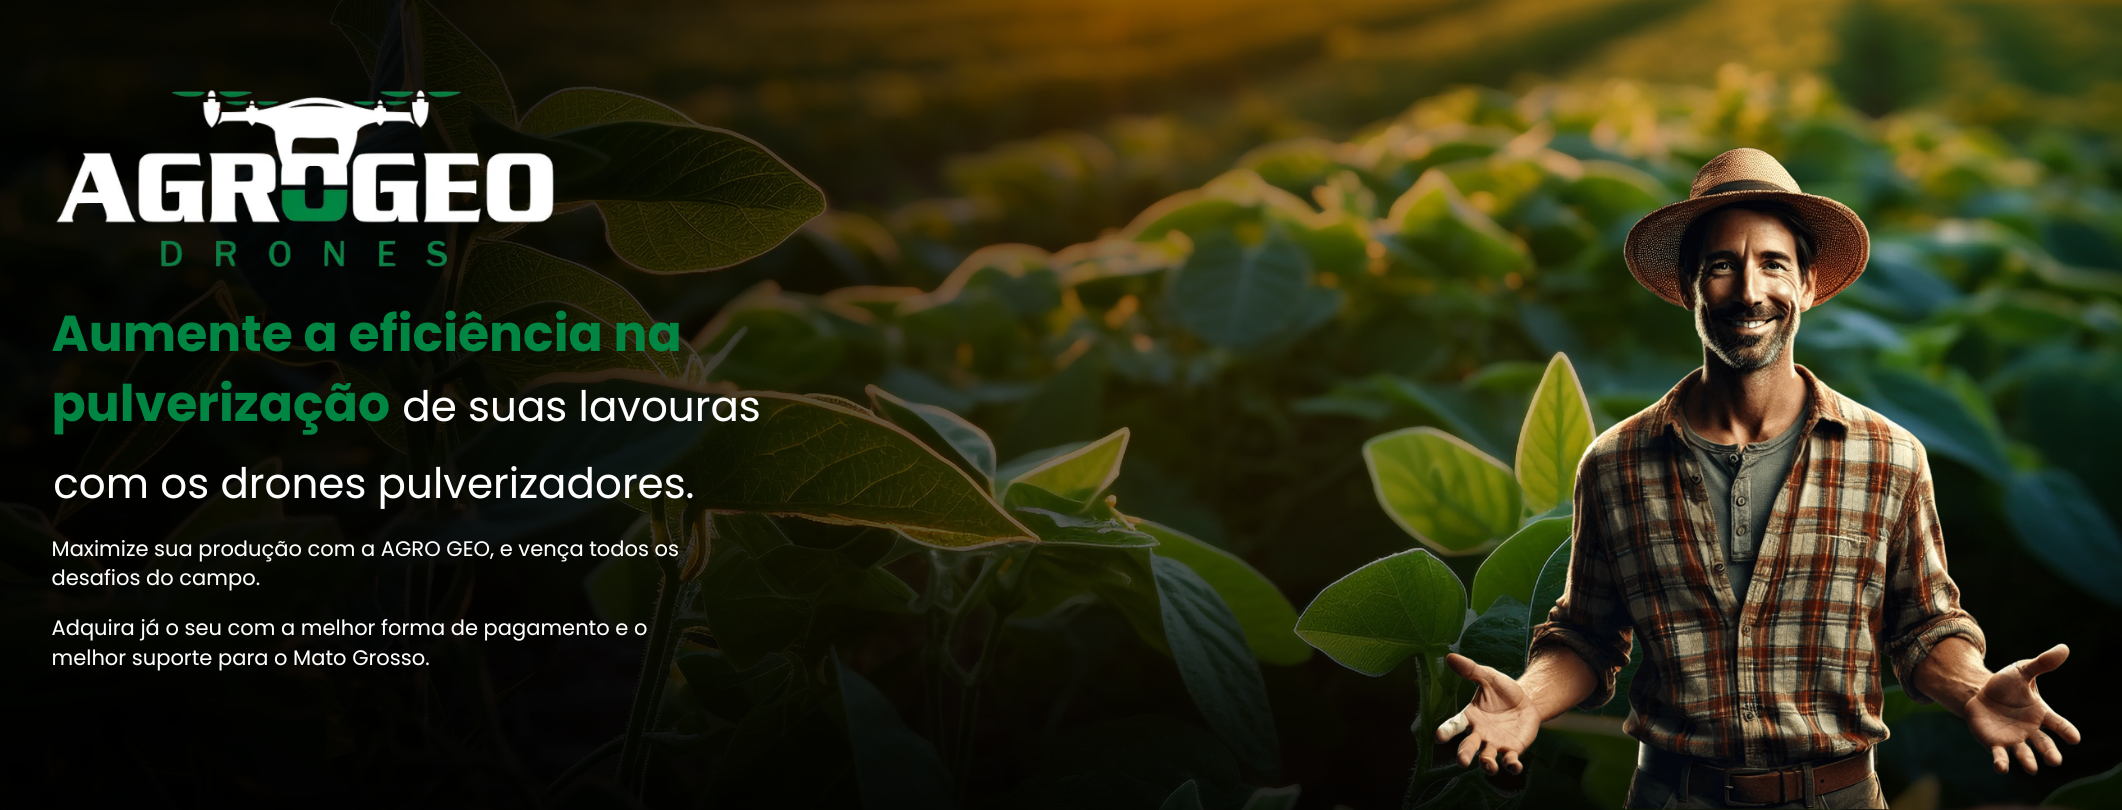 AGROGEO
DRONES
Aumente a eficiência na
pulverização de suas lavouras
com os drones pulverizadores.
Maximize sua produção com a AGRO GEO, e vença todos os
desafios do campo.
Adquira já o seu com a melhor forma de pagamento e o
melhor suporte para o Mato Grosso.